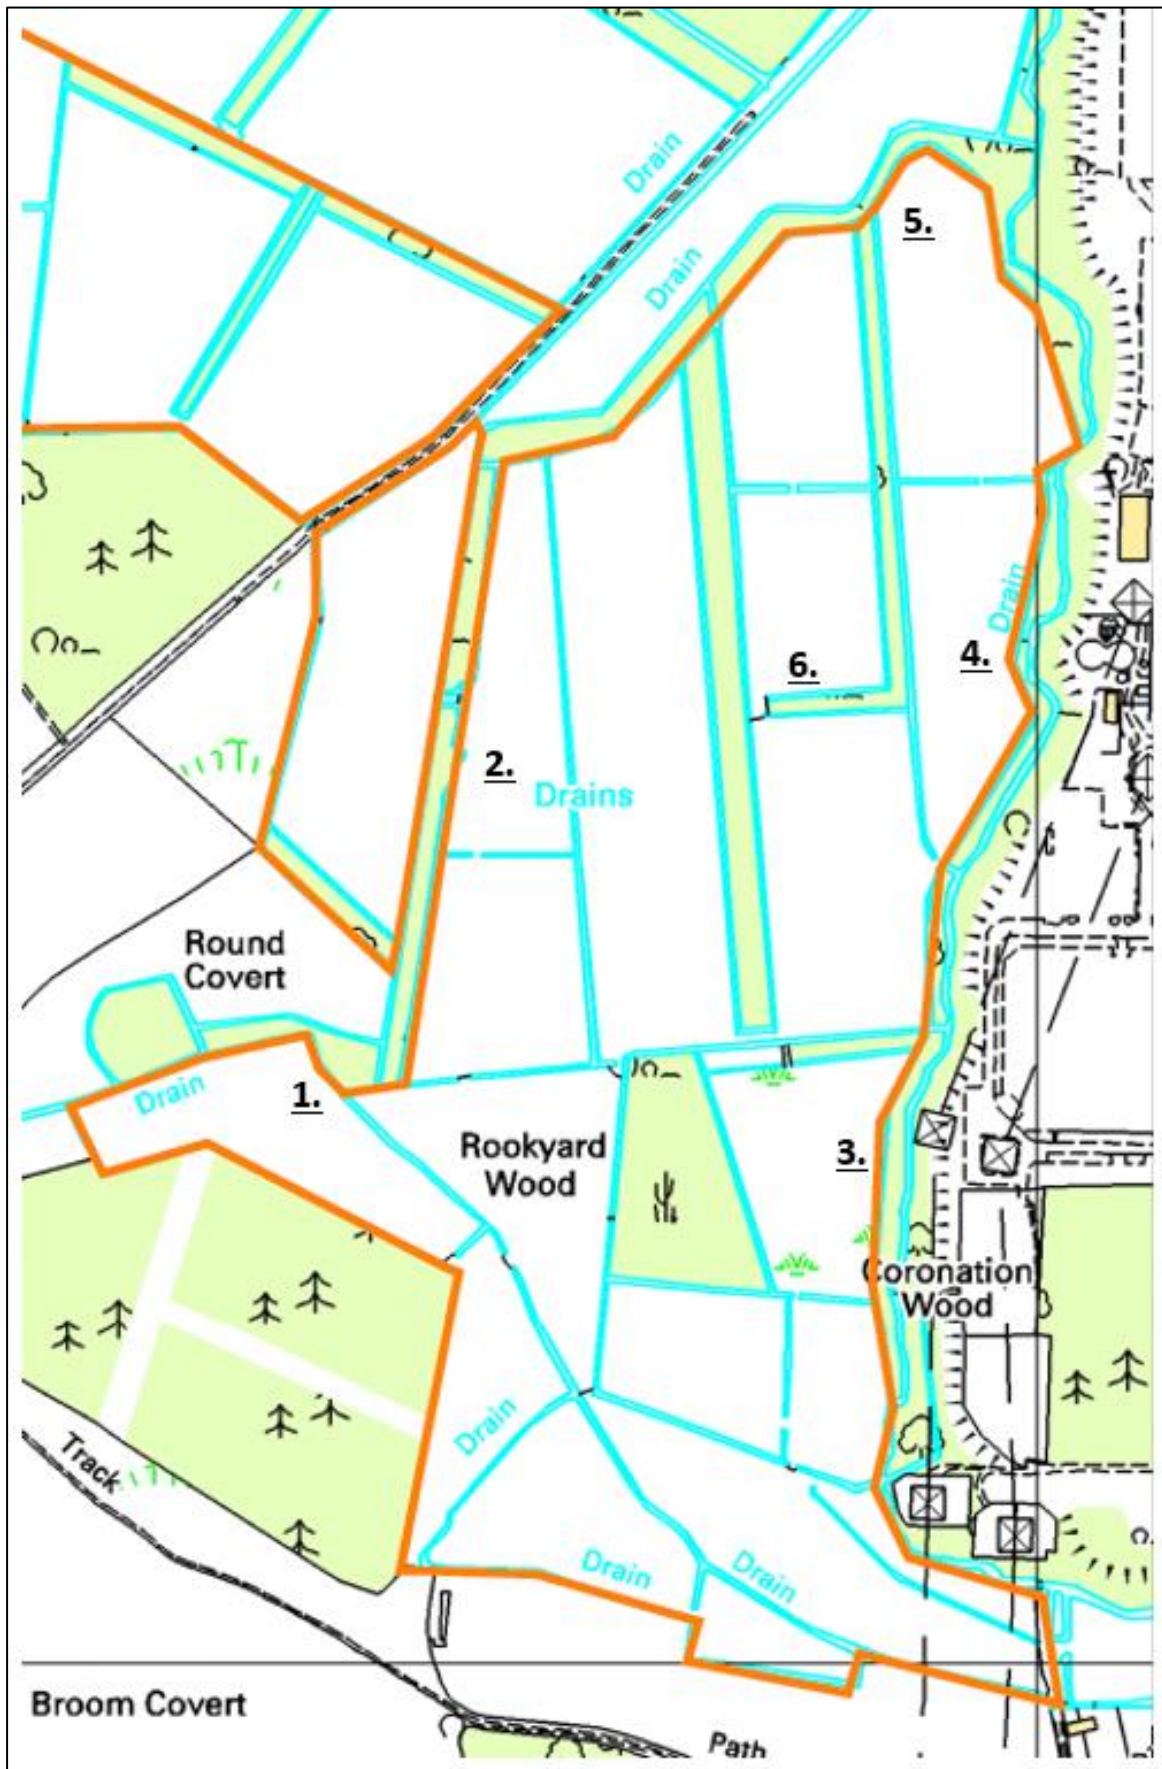 Drain
Drain
5.
Drain
4.
6.
2.
Drains
Round
Covert
Drain
1.
Rookyard
Wood
3.
Coronation
Wood
Drain
Track
Drain
Drain
Broom Covert
Path